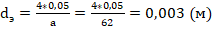 dэ = 4*0,05/a = 4*0,05/62 = 0,003 (м)